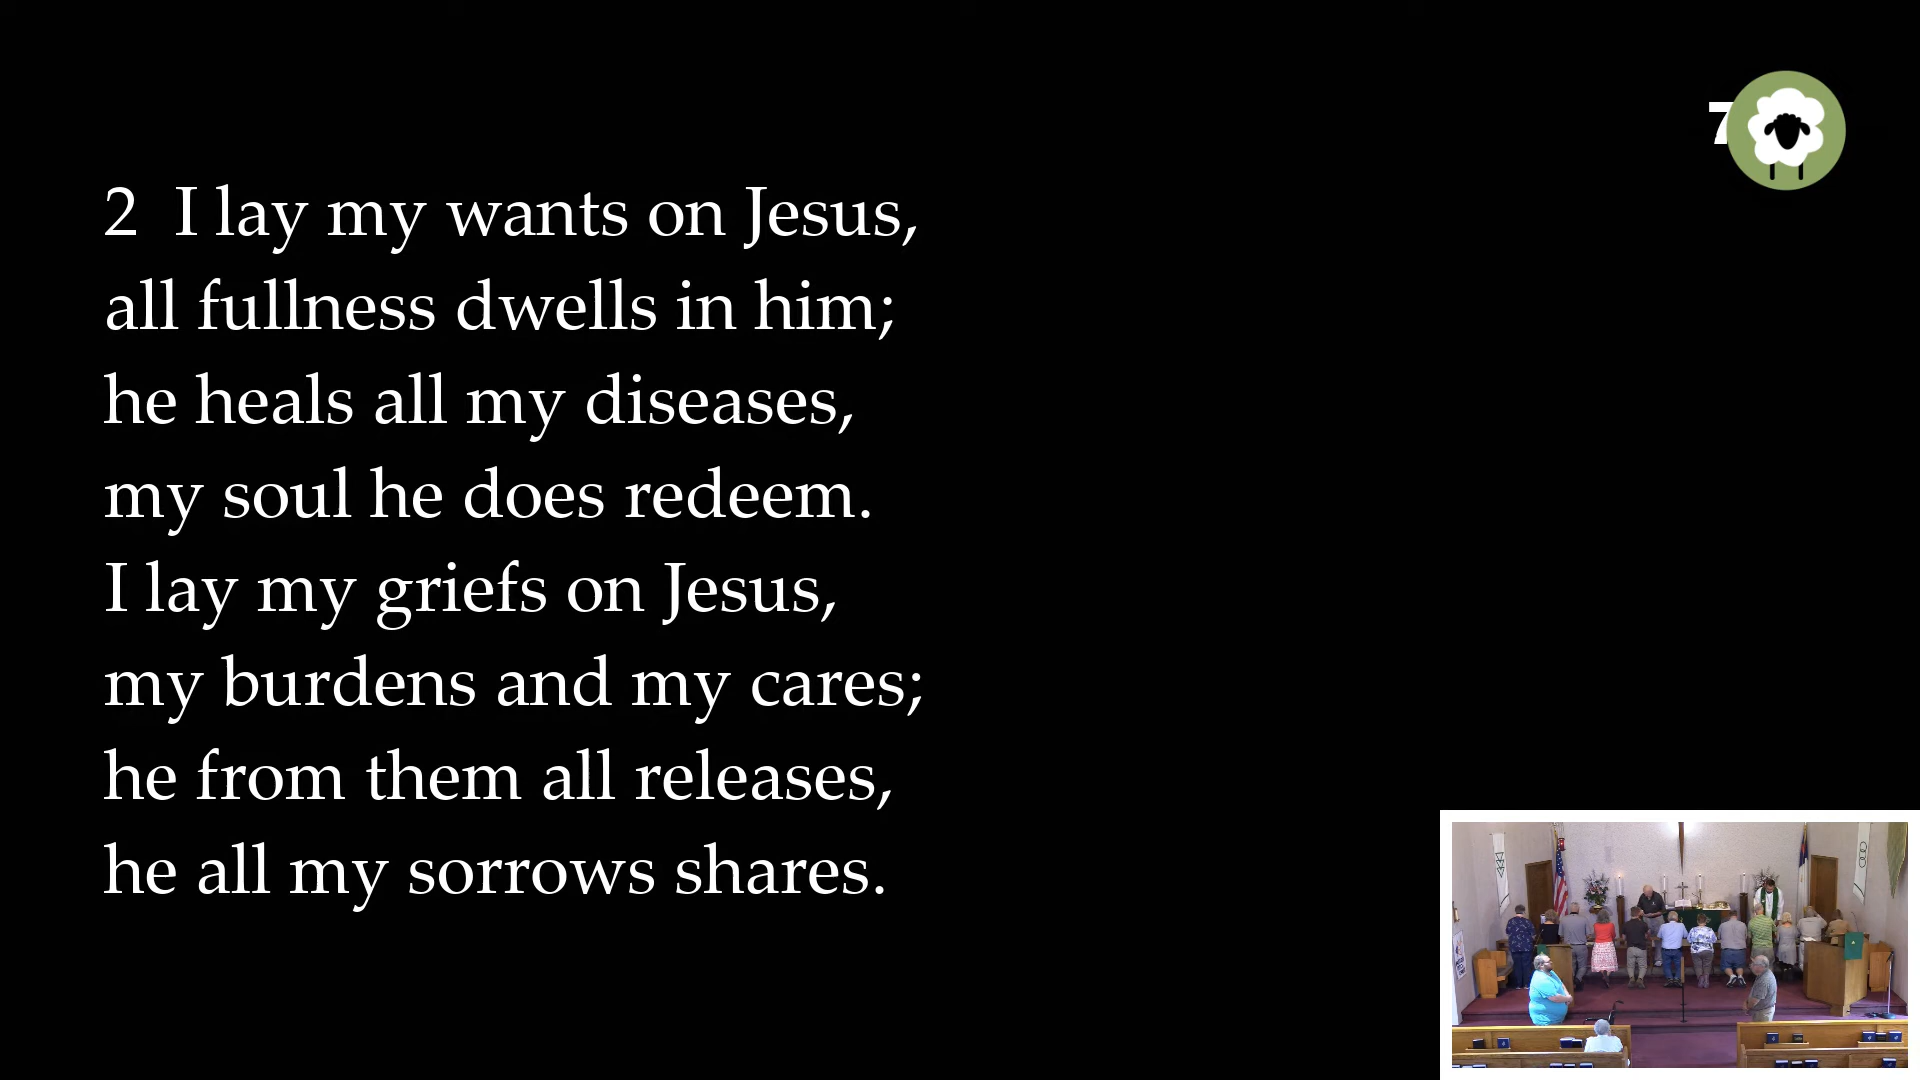 7
2 I lay my wants on Jesus,
all fullness dwells in him;
he heals all my diseases,
my soul he does redeem.
I lay my griefs on Jesus,
my burdens and my cares;
he from them all releases,
he all my sorrows shares.